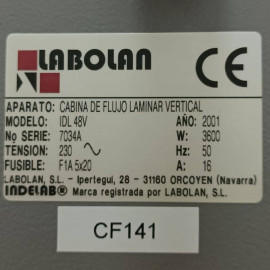 LABOLAN CE
APARATO: CABINA DE FLUJO LAMINAR VERTICAL
MODELO: IDL 48V AÑO: 2001
No SERIE: 7034A W: 3600
TENSION: 230 ~ Hz: 50
FUSIBLE: F1A 5x20 A: 16
LABOLAN, S.L. - Ipertegui, 28 - 31160 ORCOYEN (Navarra)
INDELAB® Marca registrada por LABOLAN, S.L.
CF141